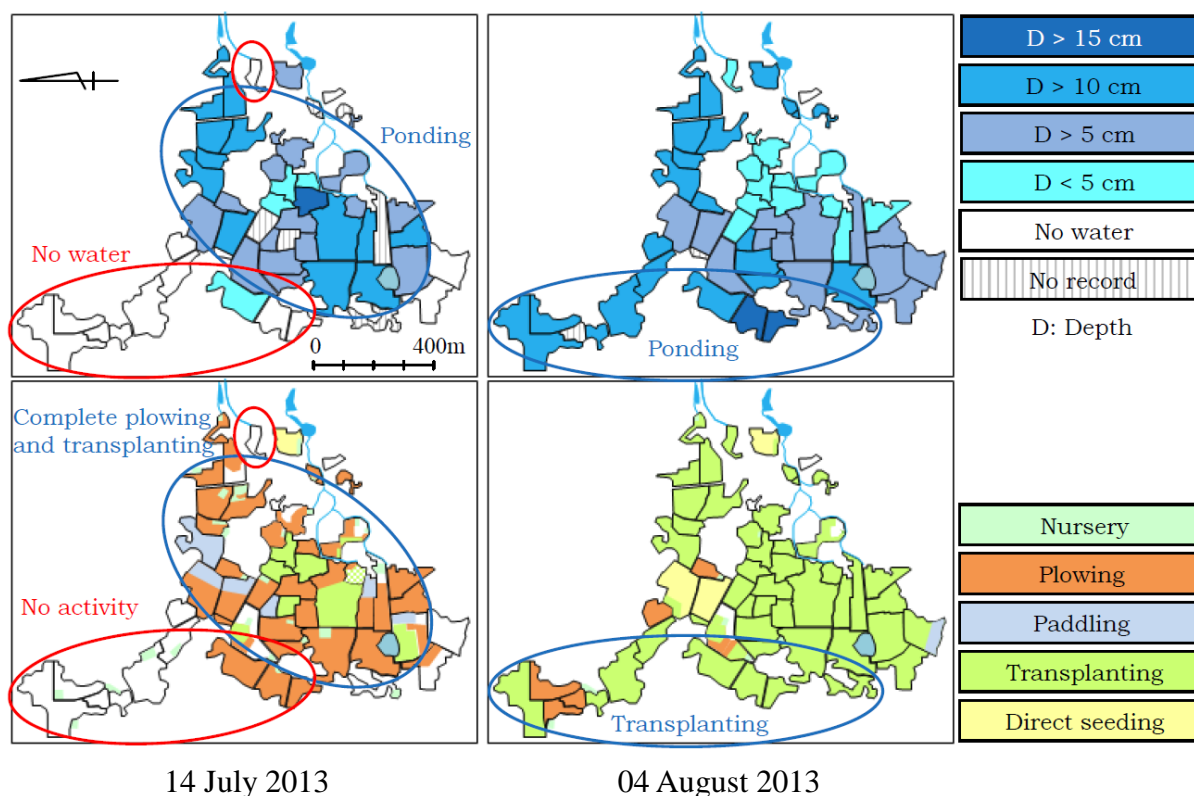 Ponding
No water
0 400m
Ponding
D > 15 cm
D > 10 cm
D > 5 cm
D < 5 cm
No water
No record
D: Depth
Complete plowing
and transplanting
No activity
Transplanting
Nursery
Plowing
Paddling
Transplanting
Direct seeding
14 July 2013
04 August 2013